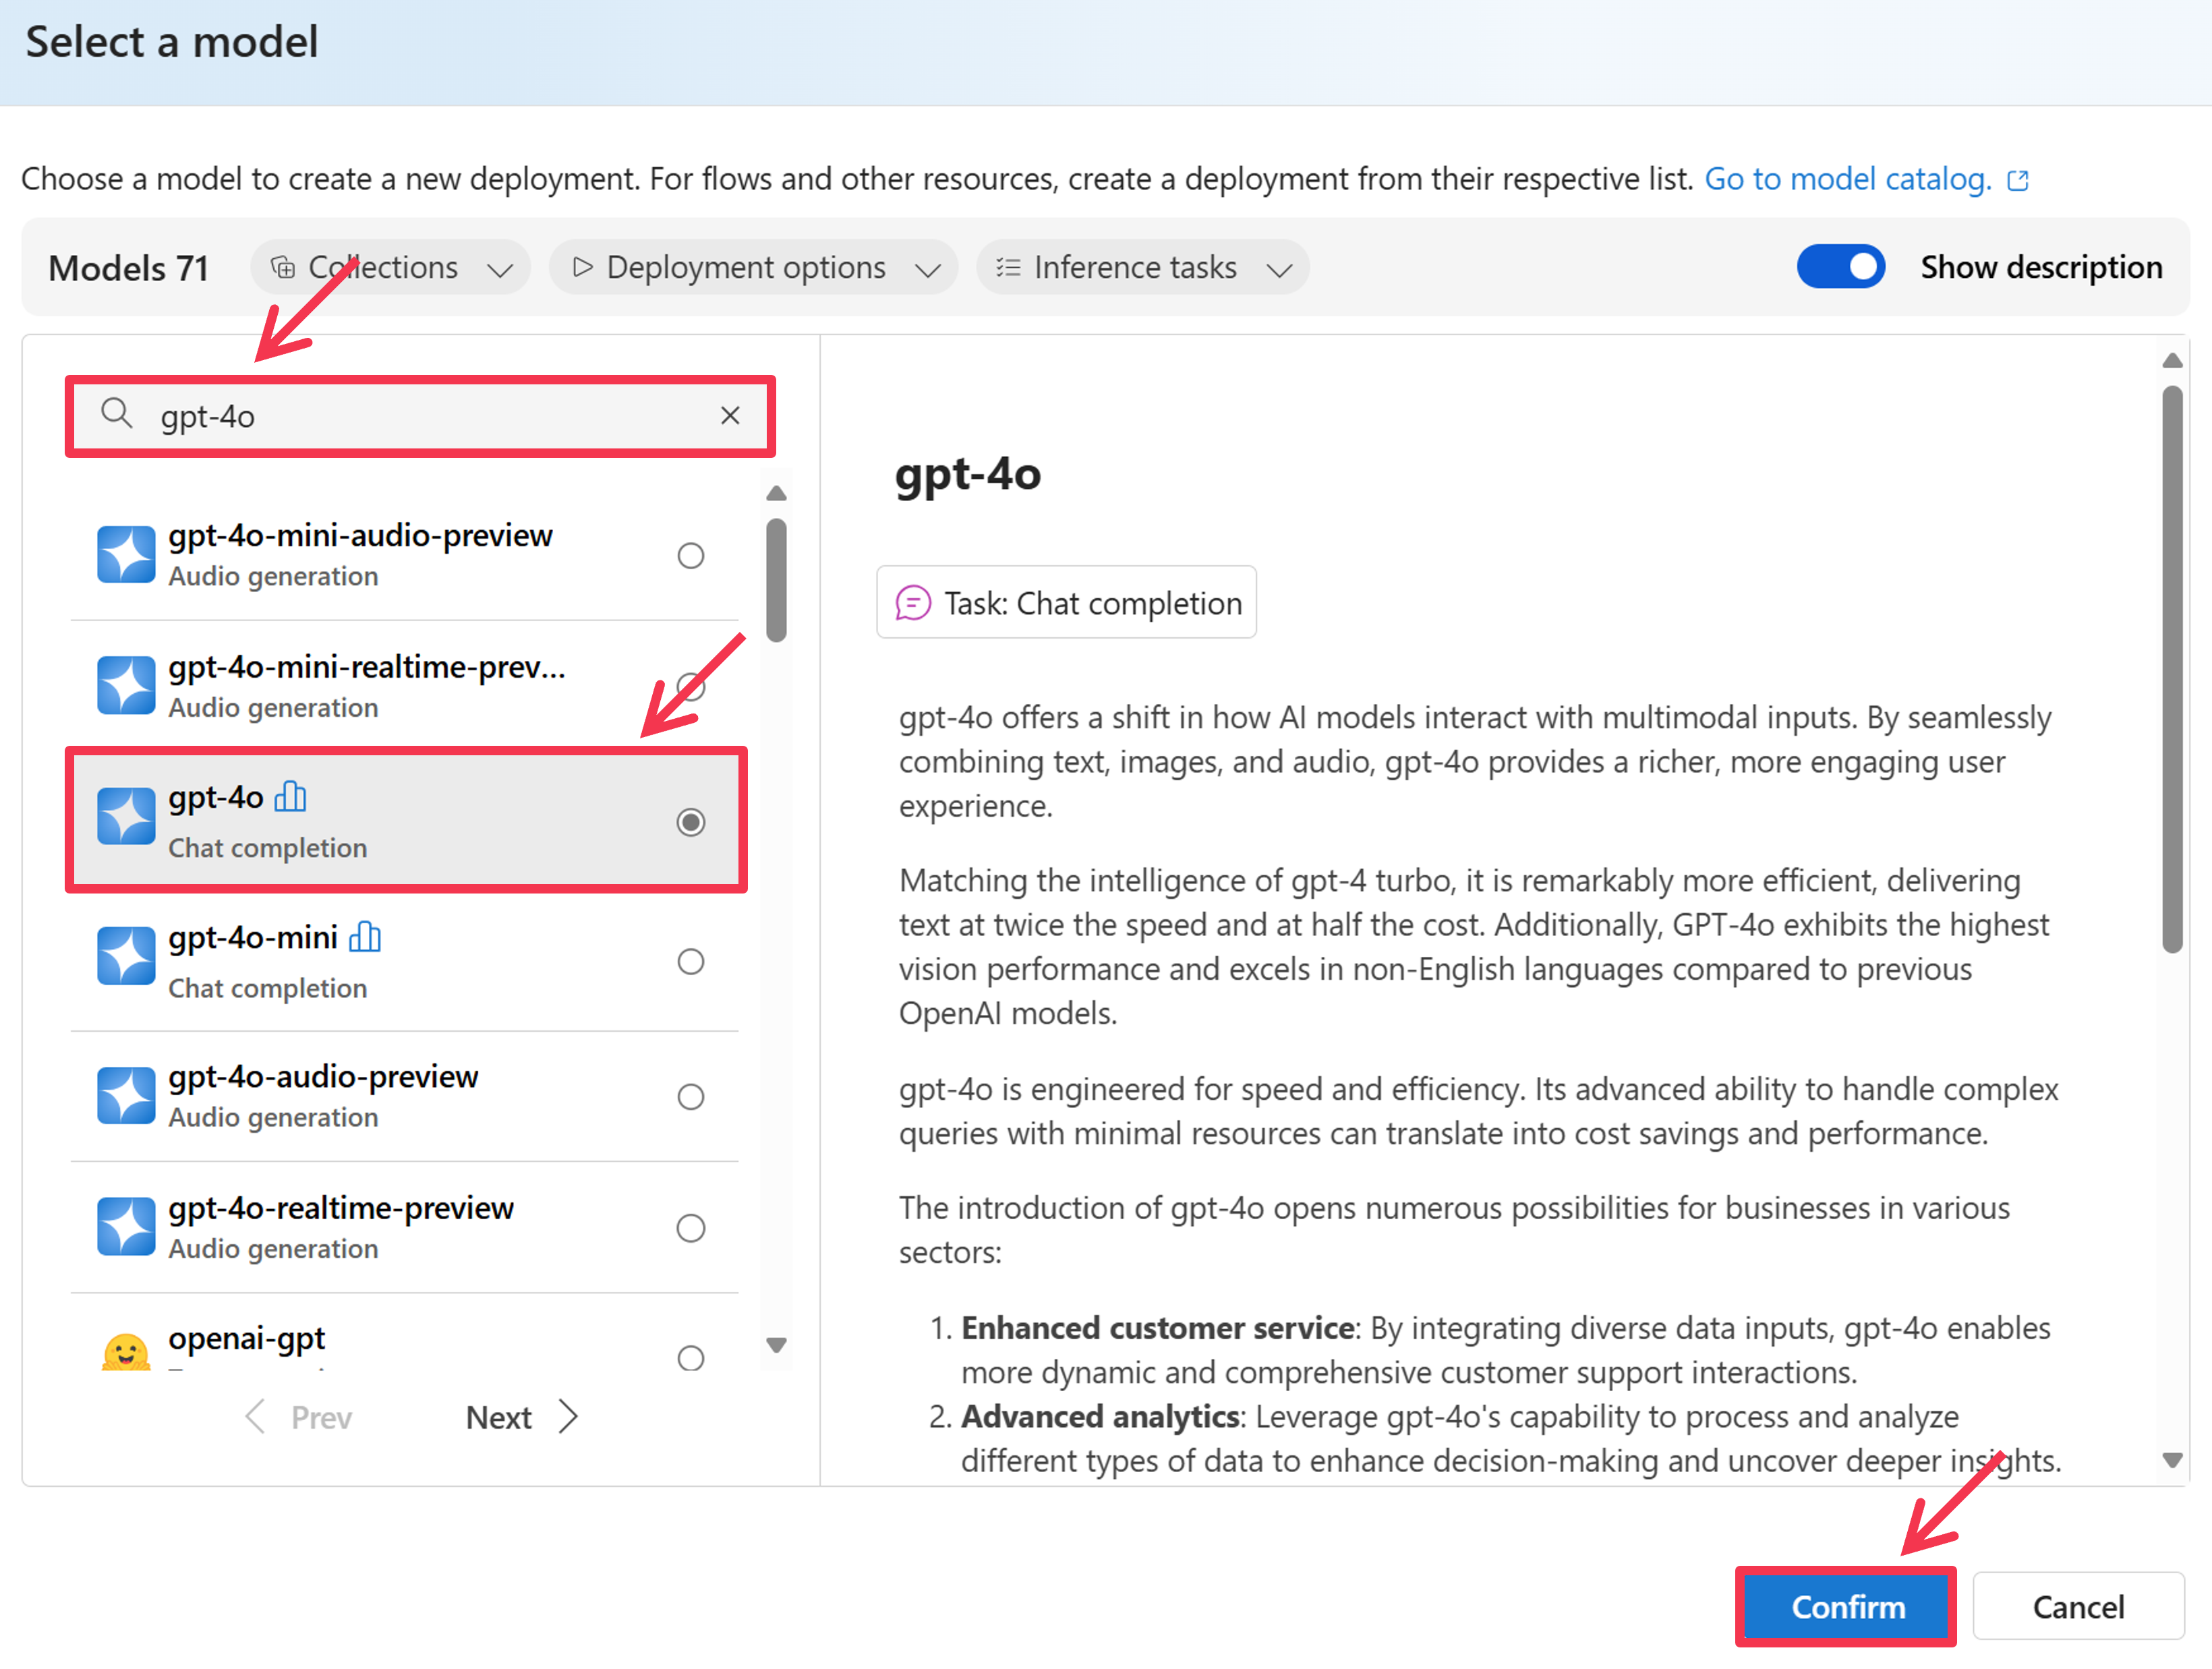 Select a model
Choose a model to create a new deployment. For flows and other resources, create a deployment from their respective list. Go to model catalog.
Models 71 Collections Deployment options Inference tasks Show description
gpt-4o
gpt-4o-mini-audio-preview
Audio generation
gpt-4o-mini-realtime-prev...
Audio generation
gpt-4o
Chat completion
gpt-4o-mini
Chat completion
gpt-4o-audio-preview
Audio generation
gpt-4o-realtime-preview
Audio generation
openai-gpt
Prev Next
gpt-4o
Task: Chat completion
gpt-4o offers a shift in how AI models interact with multimodal inputs. By seamlessly
combining text, images, and audio, gpt-4o provides a richer, more engaging user
experience.
Matching the intelligence of gpt-4 turbo, it is remarkably more efficient, delivering
text at twice the speed and at half the cost. Additionally, GPT-4o exhibits the highest
vision performance and excels in non-English languages compared to previous
OpenAI models.
gpt-4o is engineered for speed and efficiency. Its advanced ability to handle complex
queries with minimal resources can translate into cost savings and performance.
The introduction of gpt-4o opens numerous possibilities for businesses in various
sectors:
1. Enhanced customer service: By integrating diverse data inputs, gpt-4o enables
more dynamic and comprehensive customer support interactions.
2. Advanced analytics: Leverage gpt-4o's capability to process and analyze
different types of data to enhance decision-making and uncover deeper insights.
Confirm Cancel